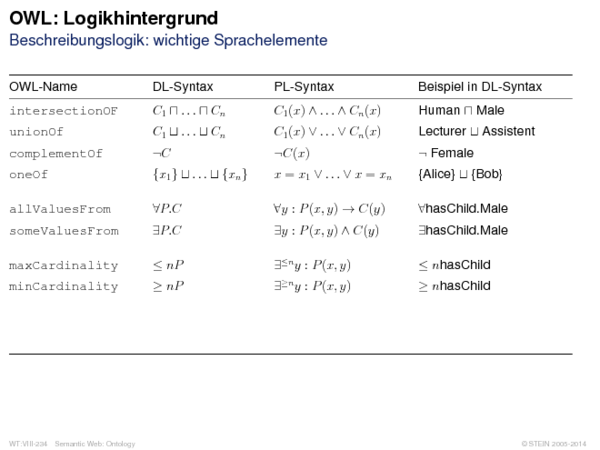 OWL: Logikhintergrund
Beschreibungslogik: wichtige Sprachelemente
OWL-Name DL-Syntax PL-Syntax Beispiel in DL-Syntax
intersectionOF C₁ ⊓ … ⊓ Cₙ C₁(x) ∧ … ∧ Cₙ(x) Human ⊓ Male
unionOf C₁ ⊔ … ⊔ Cₙ C₁(x) ∨ … ∨ Cₙ(x) Lecturer ⊔ Assistent
complementOf ¬C ¬C(x) ¬ Female
oneOf {x₁} ⊔ … ⊔ {xₙ} x = x₁ ∨ … ∨ x = xₙ {Alice} ⊔ {Bob}
allValuesFrom ∀P.C ∀y : P(x, y) → C(y) ∀hasChild.Male
someValuesFrom ∃P.C ∃y : P(x, y) ∧ C(y) ∃hasChild.Male
maxCardinality ≤ nP ∃≤ⁿy : P(x, y) ≤ nhasChild
minCardinality ≥ nP ∃≥ⁿy : P(x, y) ≥ nhasChild
WT:VIII-234 Semantic Web: Ontology © STEIN 2005-2014